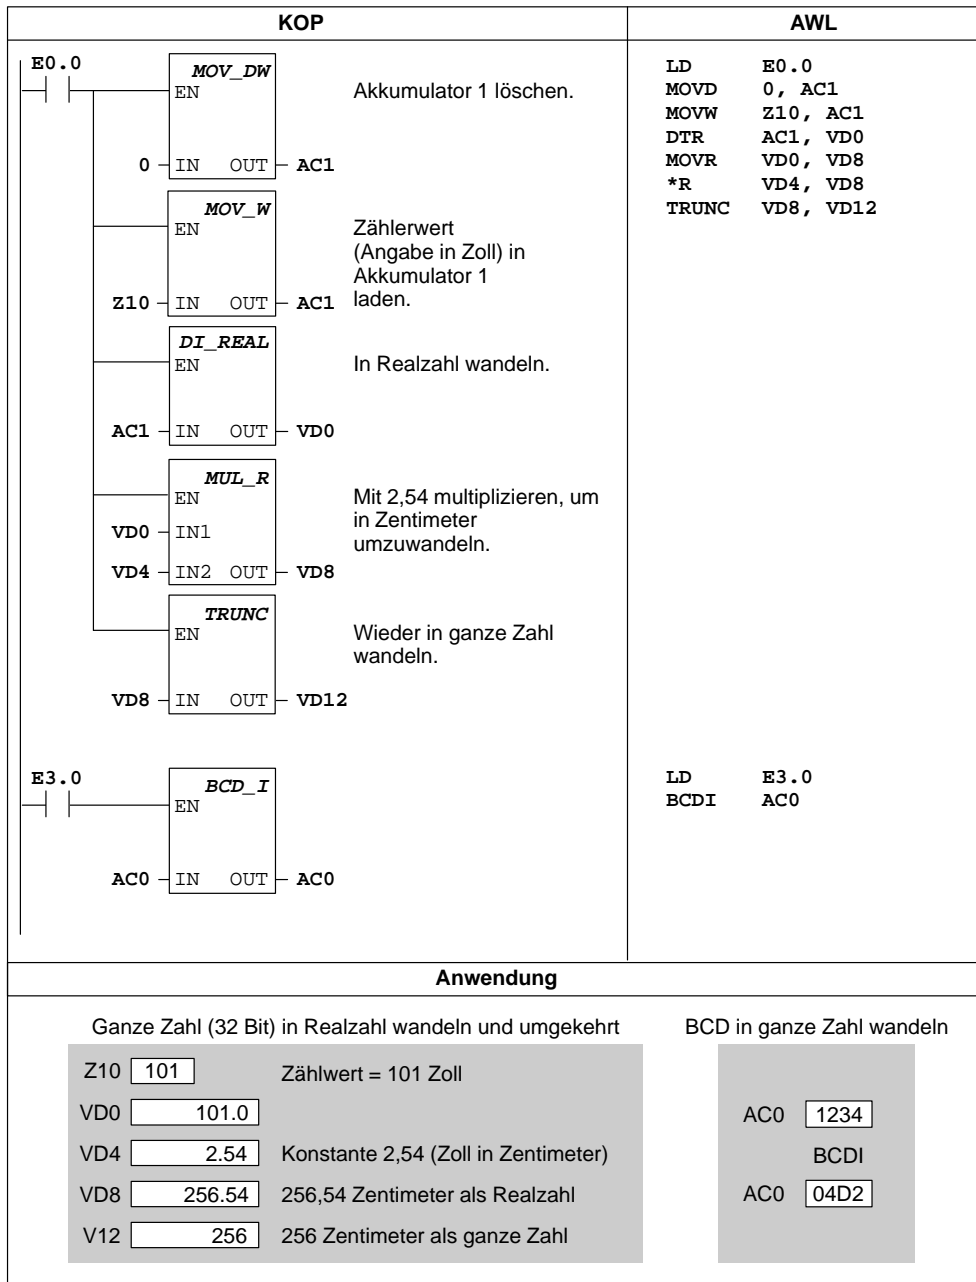 KOP
AWL
E0.0
MOV_DW
EN
Akkumulator 1 löschen.
0 IN OUT AC1
MOV_W
EN
Zählerwert
(Angabe in Zoll) in
Akkumulator 1
laden.
Z10 IN OUT AC1
DI_REAL
EN
In Realzahl wandeln.
AC1 IN OUT VD0
MUL_R
EN
Mit 2,54 multiplizieren, um
in Zentimeter
umzuwandeln.
VD0 IN1
VD4 IN2 OUT VD8
TRUNC
EN
Wieder in ganze Zahl
wandeln.
VD8 IN OUT VD12
E3.0
BCD_I
EN
AC0 IN OUT AC0
LD E0.0
MOVD 0, AC1
MOVW Z10, AC1
DTR AC1, VD0
MOVR VD0, VD8
*R VD4, VD8
TRUNC VD8, VD12
LD E3.0
BCDI AC0
Anwendung
Ganze Zahl (32 Bit) in Realzahl wandeln und umgekehrt
Z10 101 Zählwert = 101 Zoll
VD0 101.0
VD4 2.54 Konstante 2,54 (Zoll in Zentimeter)
VD8 256.54 256,54 Zentimeter als Realzahl
V12 256 256 Zentimeter als ganze Zahl
BCD in ganze Zahl wandeln
AC0 1234
BCDI
AC0 04D2